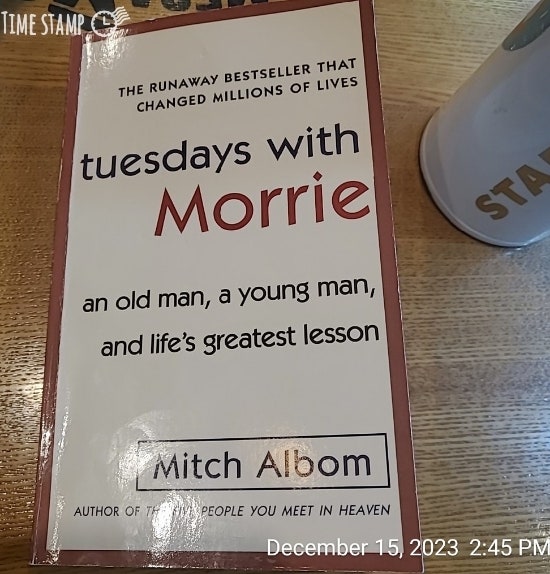 TIME STAMP
THE RUNAWAY BESTSELLER THAT
CHANGED MILLIONS OF LIVES
tuesdays with
Morrie
STA
an old man, a young man,
and life's greatest lesson
Mitch Albom
AUTHOR OF THE FIVE PEOPLE YOU MEET IN HEAVEN
December 15, 2023 2:45 PM